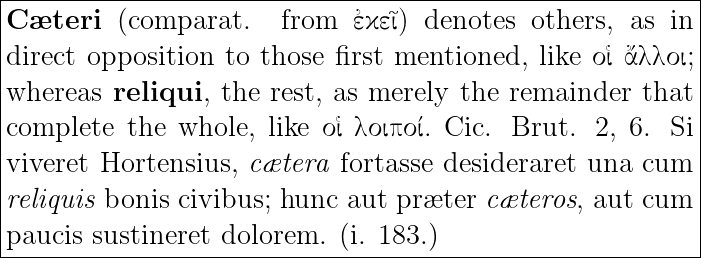 Cæteri (comparat. from ἐκεῖ) denotes others, as in
direct opposition to those first mentioned, like οἱ ἄλλοι;
whereas reliqui, the rest, as merely the remainder that
complete the whole, like οἱ λοιποί. Cic. Brut. 2, 6. Si
viveret Hortensius, cætera fortasse desideraret una cum
reliquis bonis civibus; hunc aut præter cæteros, aut cum
paucis sustineret dolorem. (i. 183.)